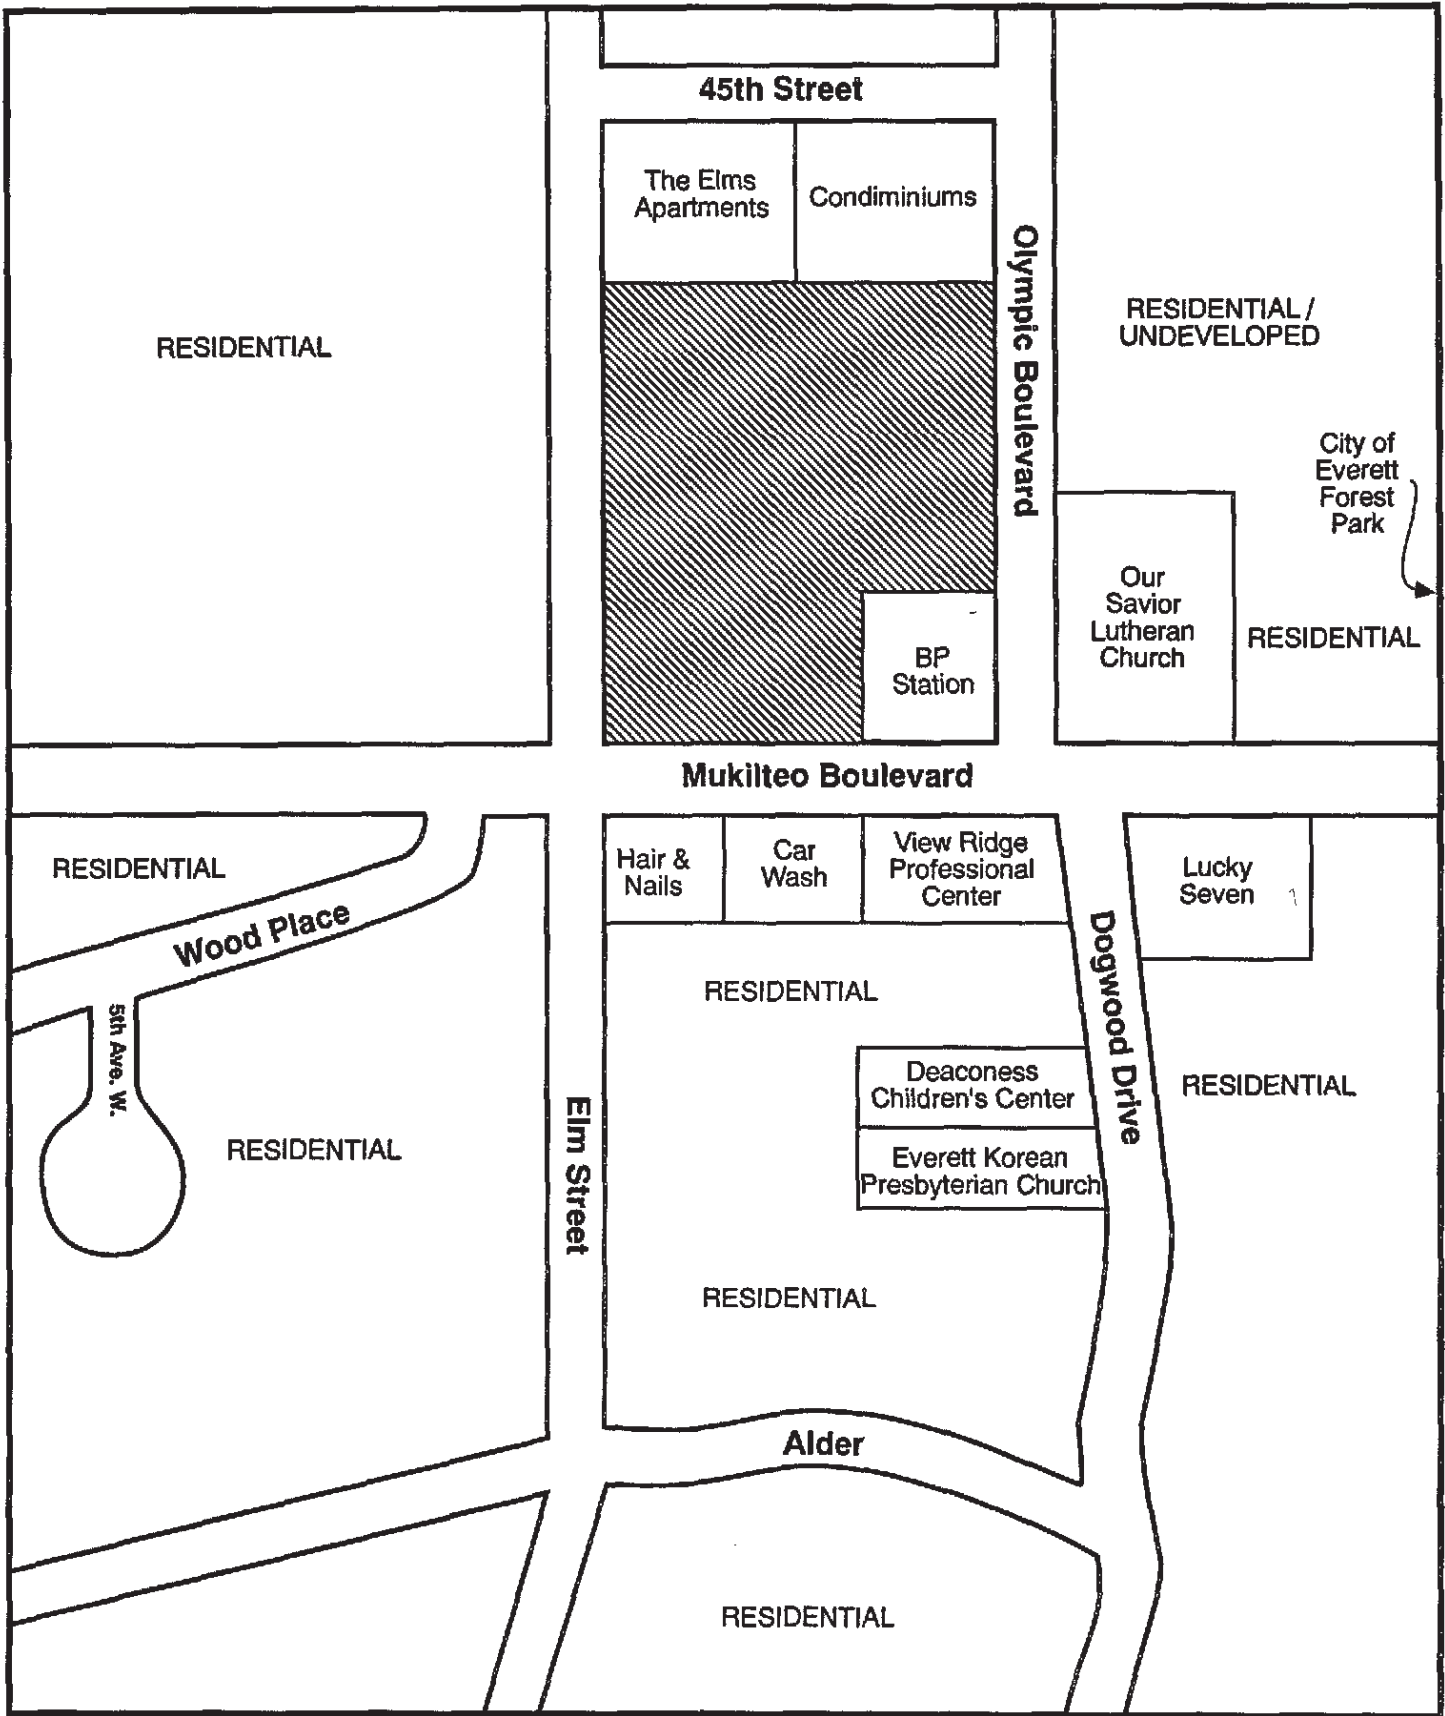 45th Street
The Elms
Apartments
Condiminiums
Olympic Boulevard
RESIDENTIAL
RESIDENTIAL /
UNDEVELOPED
City of
Everett
Forest
Park
Our
Savior
Lutheran
Church
RESIDENTIAL
BP
Station
Mukilteo Boulevard
RESIDENTIAL
Hair &
Nails
Car
Wash
View Ridge
Professional
Center
Lucky
Seven
Wood Place
Dogwood Drive
RESIDENTIAL
5th Ave. W.
Deaconess
Children's Center
RESIDENTIAL
Elm Street
RESIDENTIAL
Everett Korean
Presbyterian Church
RESIDENTIAL
Alder
RESIDENTIAL